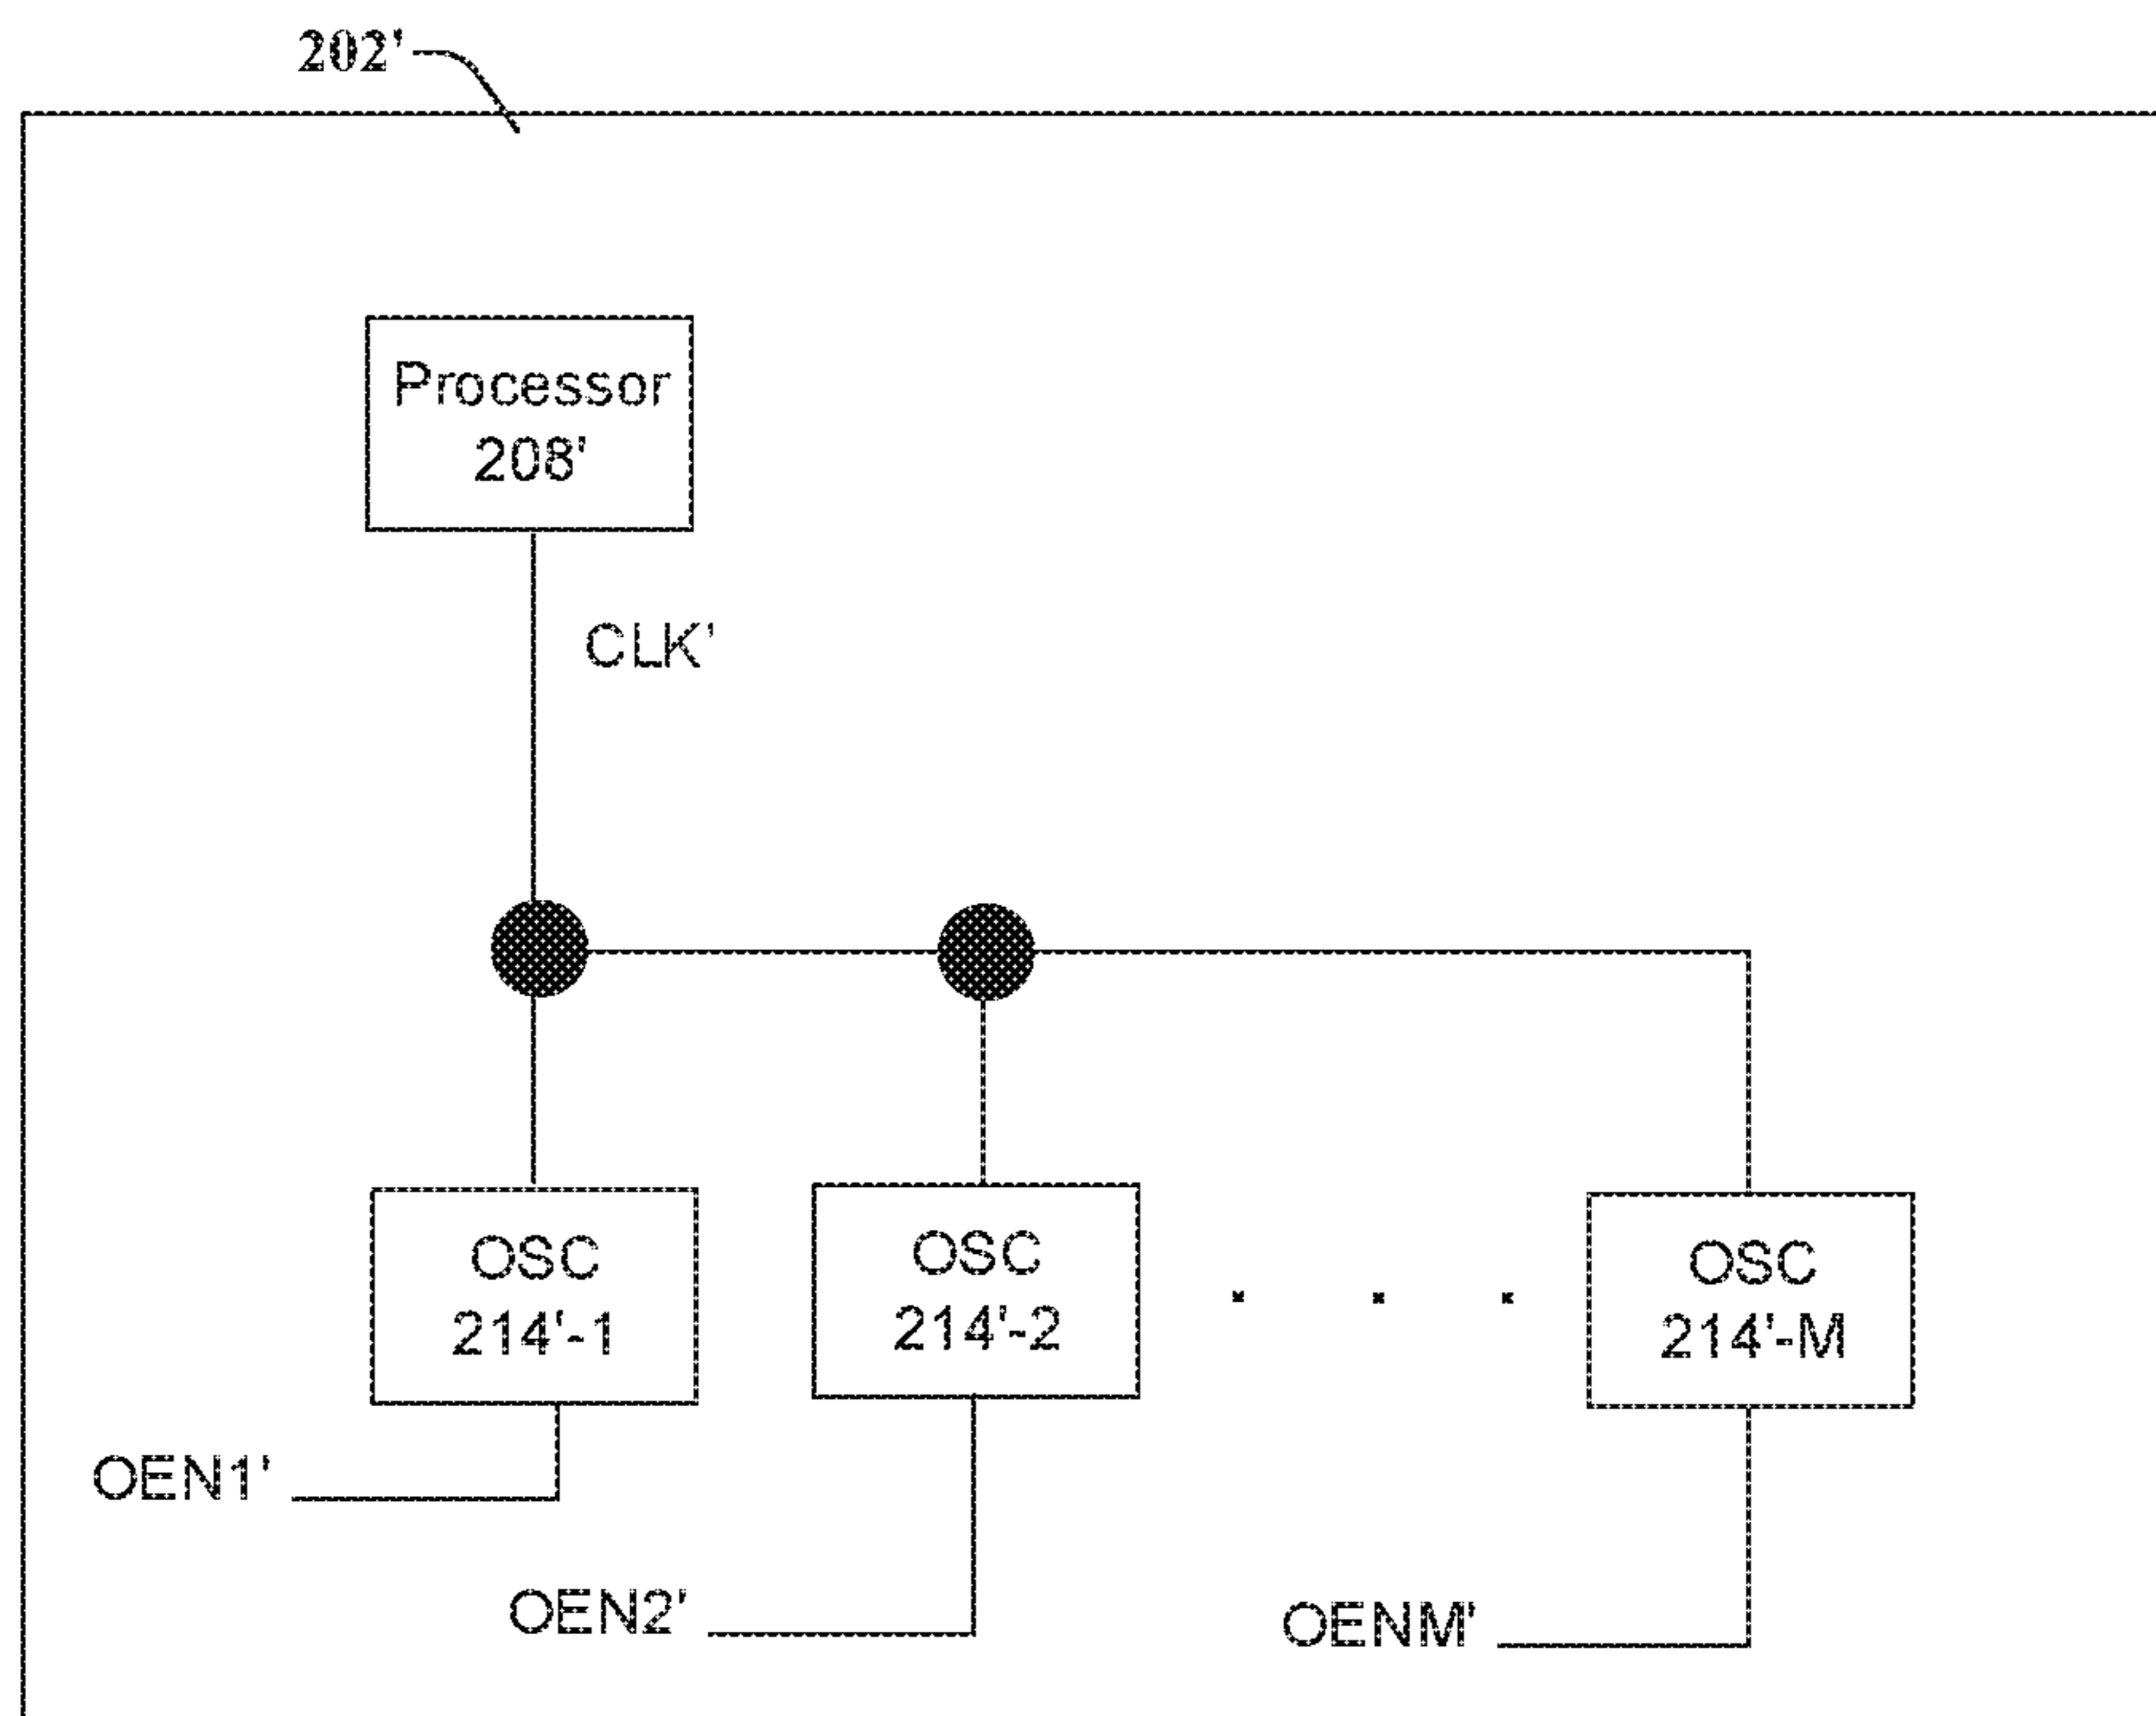 202'
Processor
208'
CLK'
OSC
214'-1
OSC
214'-2
OSC
214'-M
OEN1'
OEN2'
OENM'